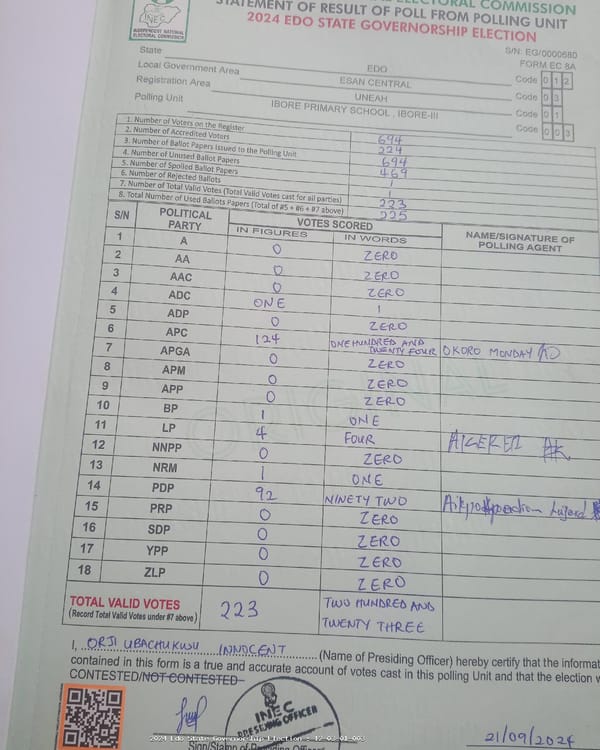 ELECTORAL COMMISSION
STATEMENT OF RESULT OF POLL FROM POLLING UNIT
2024 EDO STATE GOVERNORSHIP ELECTION
INEC
INDEPENDENT NATIONAL
ELECTORAL COMMISSION
S/N: EG/0000680
FORM EC 8A
State EDO
Local Government Area ESAN CENTRAL Code 0 1 2
Registration Area UNEAH Code 0 3
Polling Unit IBORE PRIMARY SCHOOL , IBORE-III Code 0 1
Code 0 0 3
1. Number of Voters on the Register 694
2. Number of Accredited Voters 224
3. Number of Ballot Papers Issued to the Polling Unit 694
4. Number of Unused Ballot Papers 469
5. Number of Spoiled Ballot Papers 1
6. Number of Rejected Ballots 1
7. Number of Total Valid Votes (Total Valid Votes cast for all parties) 223
8. Total Number of Used Ballots Papers (Total of #5 + #6 + #7 above) 225
S/N POLITICAL PARTY VOTES SCORED NAME/SIGNATURE OF POLLING AGENT
IN FIGURES IN WORDS
1 A 0 ZERO
2 AA 0 ZERO
3 AAC 0 ZERO
4 ADC ONE 1
5 ADP 0 ZERO
6 APC 124 ONE HUNDRED AND TWENTY FOUR OKORO MONDAY
7 APGA 0 ZERO
8 APM 0 ZERO
9 APP 0 ZERO
10 BP 1 ONE
11 LP 4 FOUR
12 NNPP 0 ZERO
13 NRM 1 ONE
14 PDP 92 NINETY TWO
15 PRP 0 ZERO
16 SDP 0 ZERO
17 YPP 0 ZERO
18 ZLP 0 ZERO
TOTAL VALID VOTES 223 TWO HUNDRED AND
(Record Total Valid Votes under #7 above) TWENTY THREE
I, ORJI UBACHUKWU INNOCENT (Name of Presiding Officer) hereby certify that the informat
contained in this form is a true and accurate account of votes cast in this polling Unit and that the election w
CONTESTED/NOT CONTESTED
INEC
PRESIDING OFFICER
2024 Edo State Governorship Election : 12-03-01-003
Sign/Stamp of Presiding Officer
21/09/2024
ORIGINAL